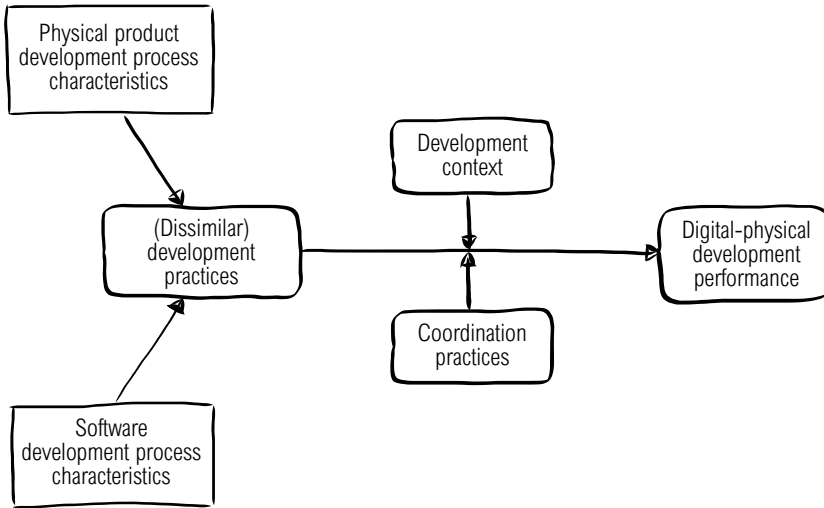 Physical product
development process
characteristics
Development
context
(Dissimilar)
development
practices
Digital-physical
development
performance
Coordination
practices
Software
development process
characteristics